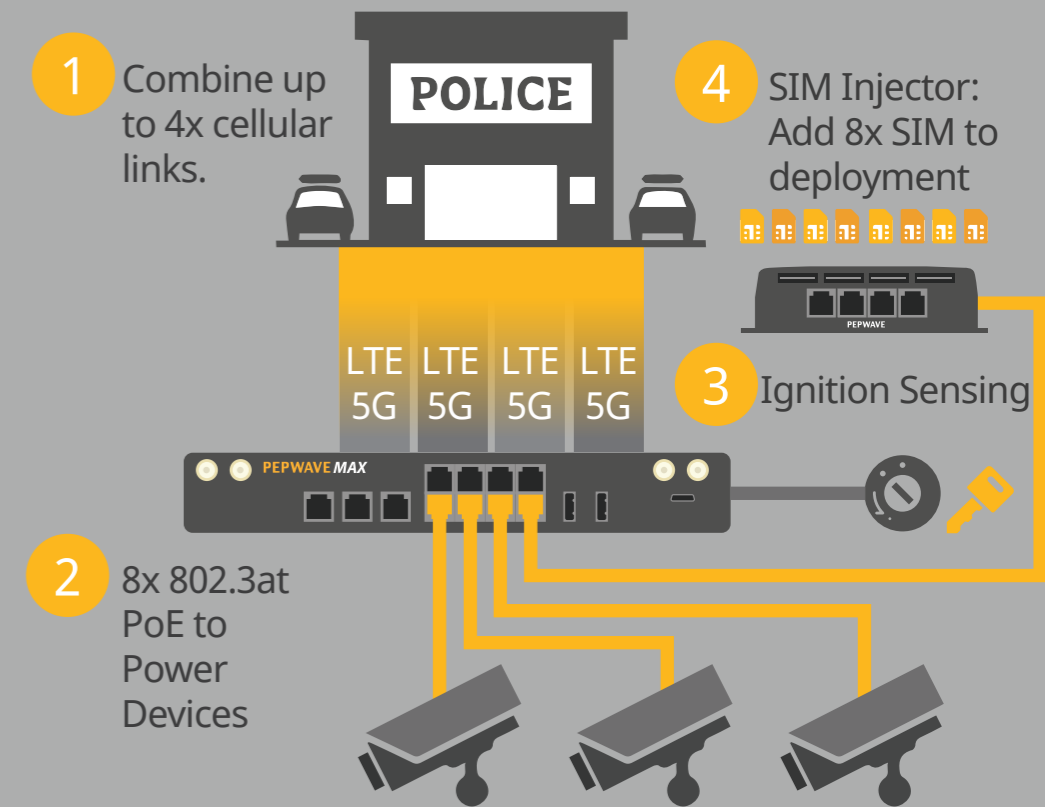 1
Combine up
to 4x cellular
links.
POLICE
4
SIM Injector:
Add 8x SIM to
deployment
PEPWAVE
LTE LTE LTE LTE
5G 5G 5G 5G
3
Ignition Sensing
PEPWAVE MAX
2
8x 802.3at
PoE to
Power
Devices